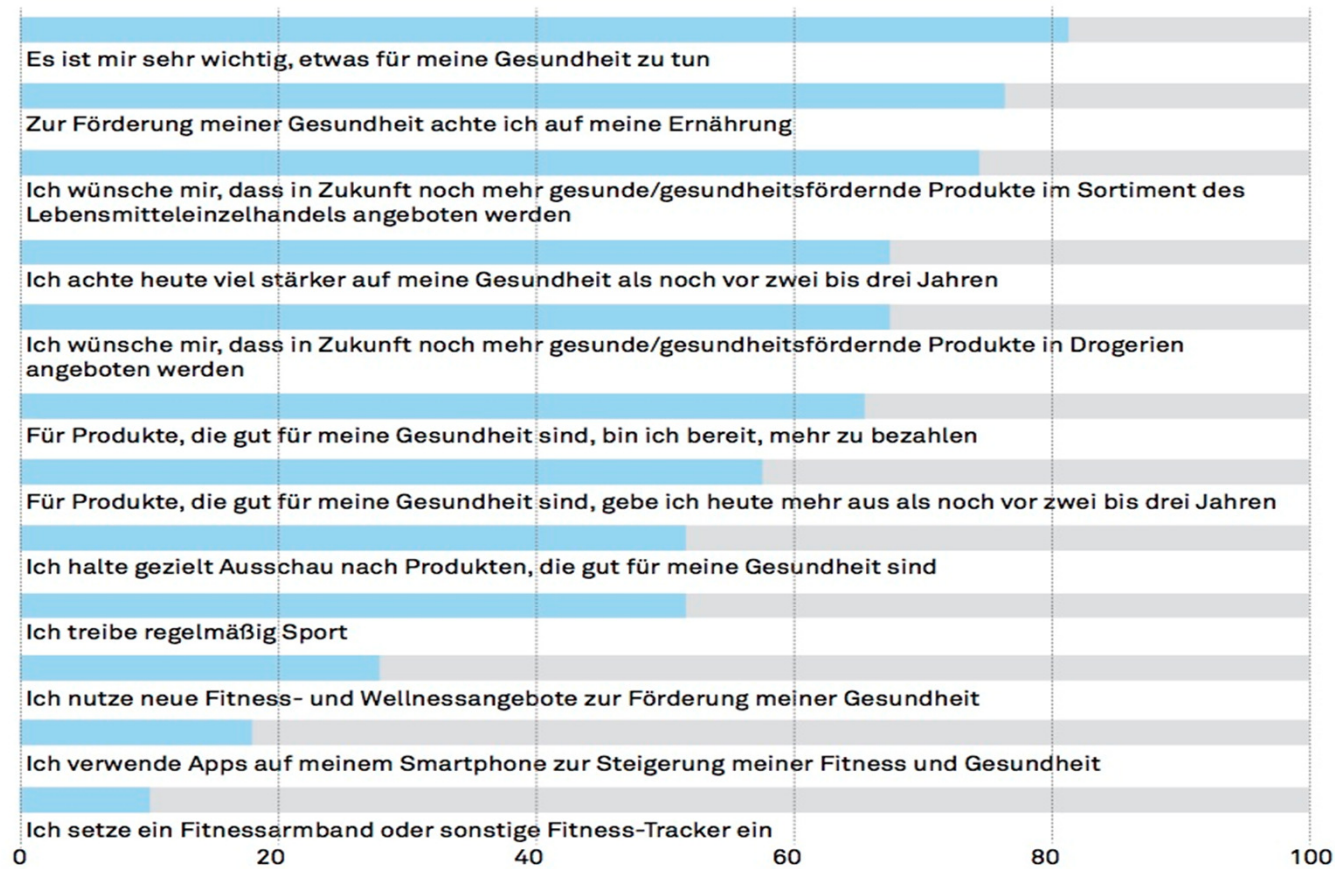 Es ist mir sehr wichtig, etwas für meine Gesundheit zu tun
Zur Förderung meiner Gesundheit achte ich auf meine Ernährung
Ich wünsche mir, dass in Zukunft noch mehr gesunde/gesundheitsfördernde Produkte im Sortiment des
Lebensmitteleinzelhandels angeboten werden
Ich achte heute viel stärker auf meine Gesundheit als noch vor zwei bis drei Jahren
Ich wünsche mir, dass in Zukunft noch mehr gesunde/gesundheitsfördernde Produkte in Drogerien
angeboten werden
Für Produkte, die gut für meine Gesundheit sind, bin ich bereit, mehr zu bezahlen
Für Produkte, die gut für meine Gesundheit sind, gebe ich heute mehr aus als noch vor zwei bis drei Jahren
Ich halte gezielt Ausschau nach Produkten, die gut für meine Gesundheit sind
Ich treibe regelmäßig Sport
Ich nutze neue Fitness- und Wellnessangebote zur Förderung meiner Gesundheit
Ich verwende Apps auf meinem Smartphone zur Steigerung meiner Fitness und Gesundheit
Ich setze ein Fitnessarmband oder sonstige Fitness-Tracker ein
0 20 40 60 80 100